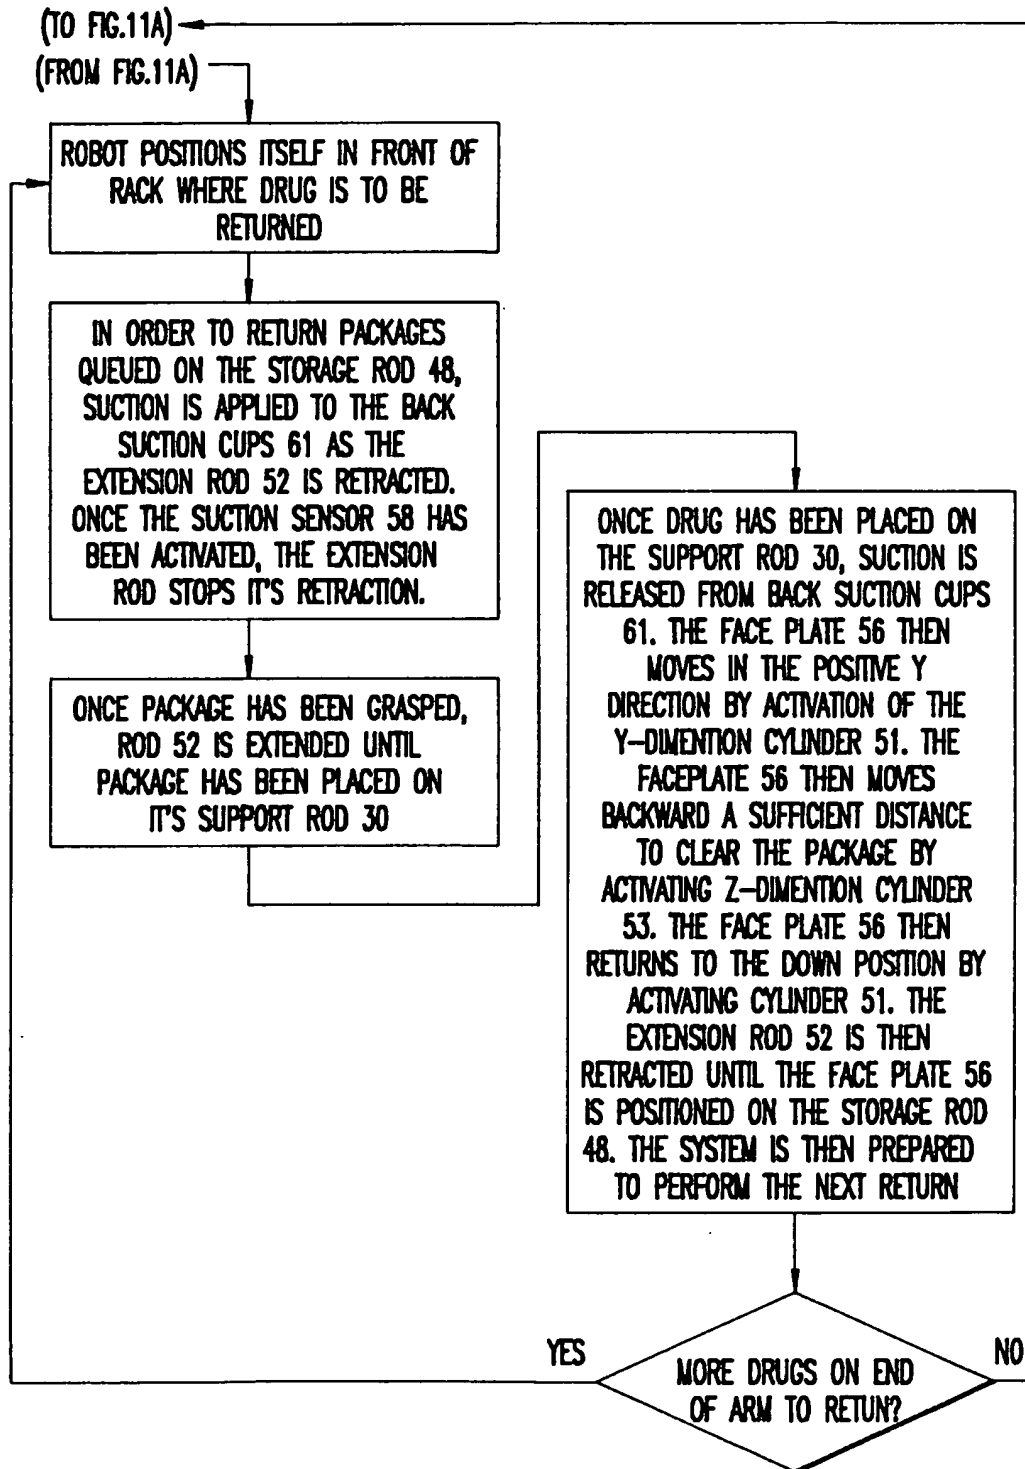 (TO FIG.11A)
(FROM FIG.11A)
ROBOT POSITIONS ITSELF IN FRONT OF
RACK WHERE DRUG IS TO BE
RETURNED
IN ORDER TO RETURN PACKAGES
QUEUED ON THE STORAGE ROD 48,
SUCTION IS APPLIED TO THE BACK
SUCTION CUPS 61 AS THE
EXTENSION ROD 52 IS RETRACTED.
ONCE THE SUCTION SENSOR 58 HAS
BEEN ACTIVATED, THE EXTENSION
ROD STOPS IT'S RETRACTION.
ONCE PACKAGE HAS BEEN GRASPED,
ROD 52 IS EXTENDED UNTIL
PACKAGE HAS BEEN PLACED ON
IT'S SUPPORT ROD 30
ONCE DRUG HAS BEEN PLACED ON
THE SUPPORT ROD 30, SUCTION IS
RELEASED FROM BACK SUCTION CUPS
61. THE FACE PLATE 56 THEN
MOVES IN THE POSITIVE Y
DIRECTION BY ACTIVATION OF THE
Y-DIMENTION CYLINDER 51. THE
FACEPLATE 56 THEN MOVES
BACKWARD A SUFFICIENT DISTANCE
TO CLEAR THE PACKAGE BY
ACTIVATING Z-DIMENTION CYLINDER
53. THE FACE PLATE 56 THEN
RETURNS TO THE DOWN POSITION BY
ACTIVATING CYLINDER 51. THE
EXTENSION ROD 52 IS THEN
RETRACTED UNTIL THE FACE PLATE 56
IS POSITIONED ON THE STORAGE ROD
48. THE SYSTEM IS THEN PREPARED
TO PERFORM THE NEXT RETURN
YES
NO
MORE DRUGS ON END
OF ARM TO RETUN?